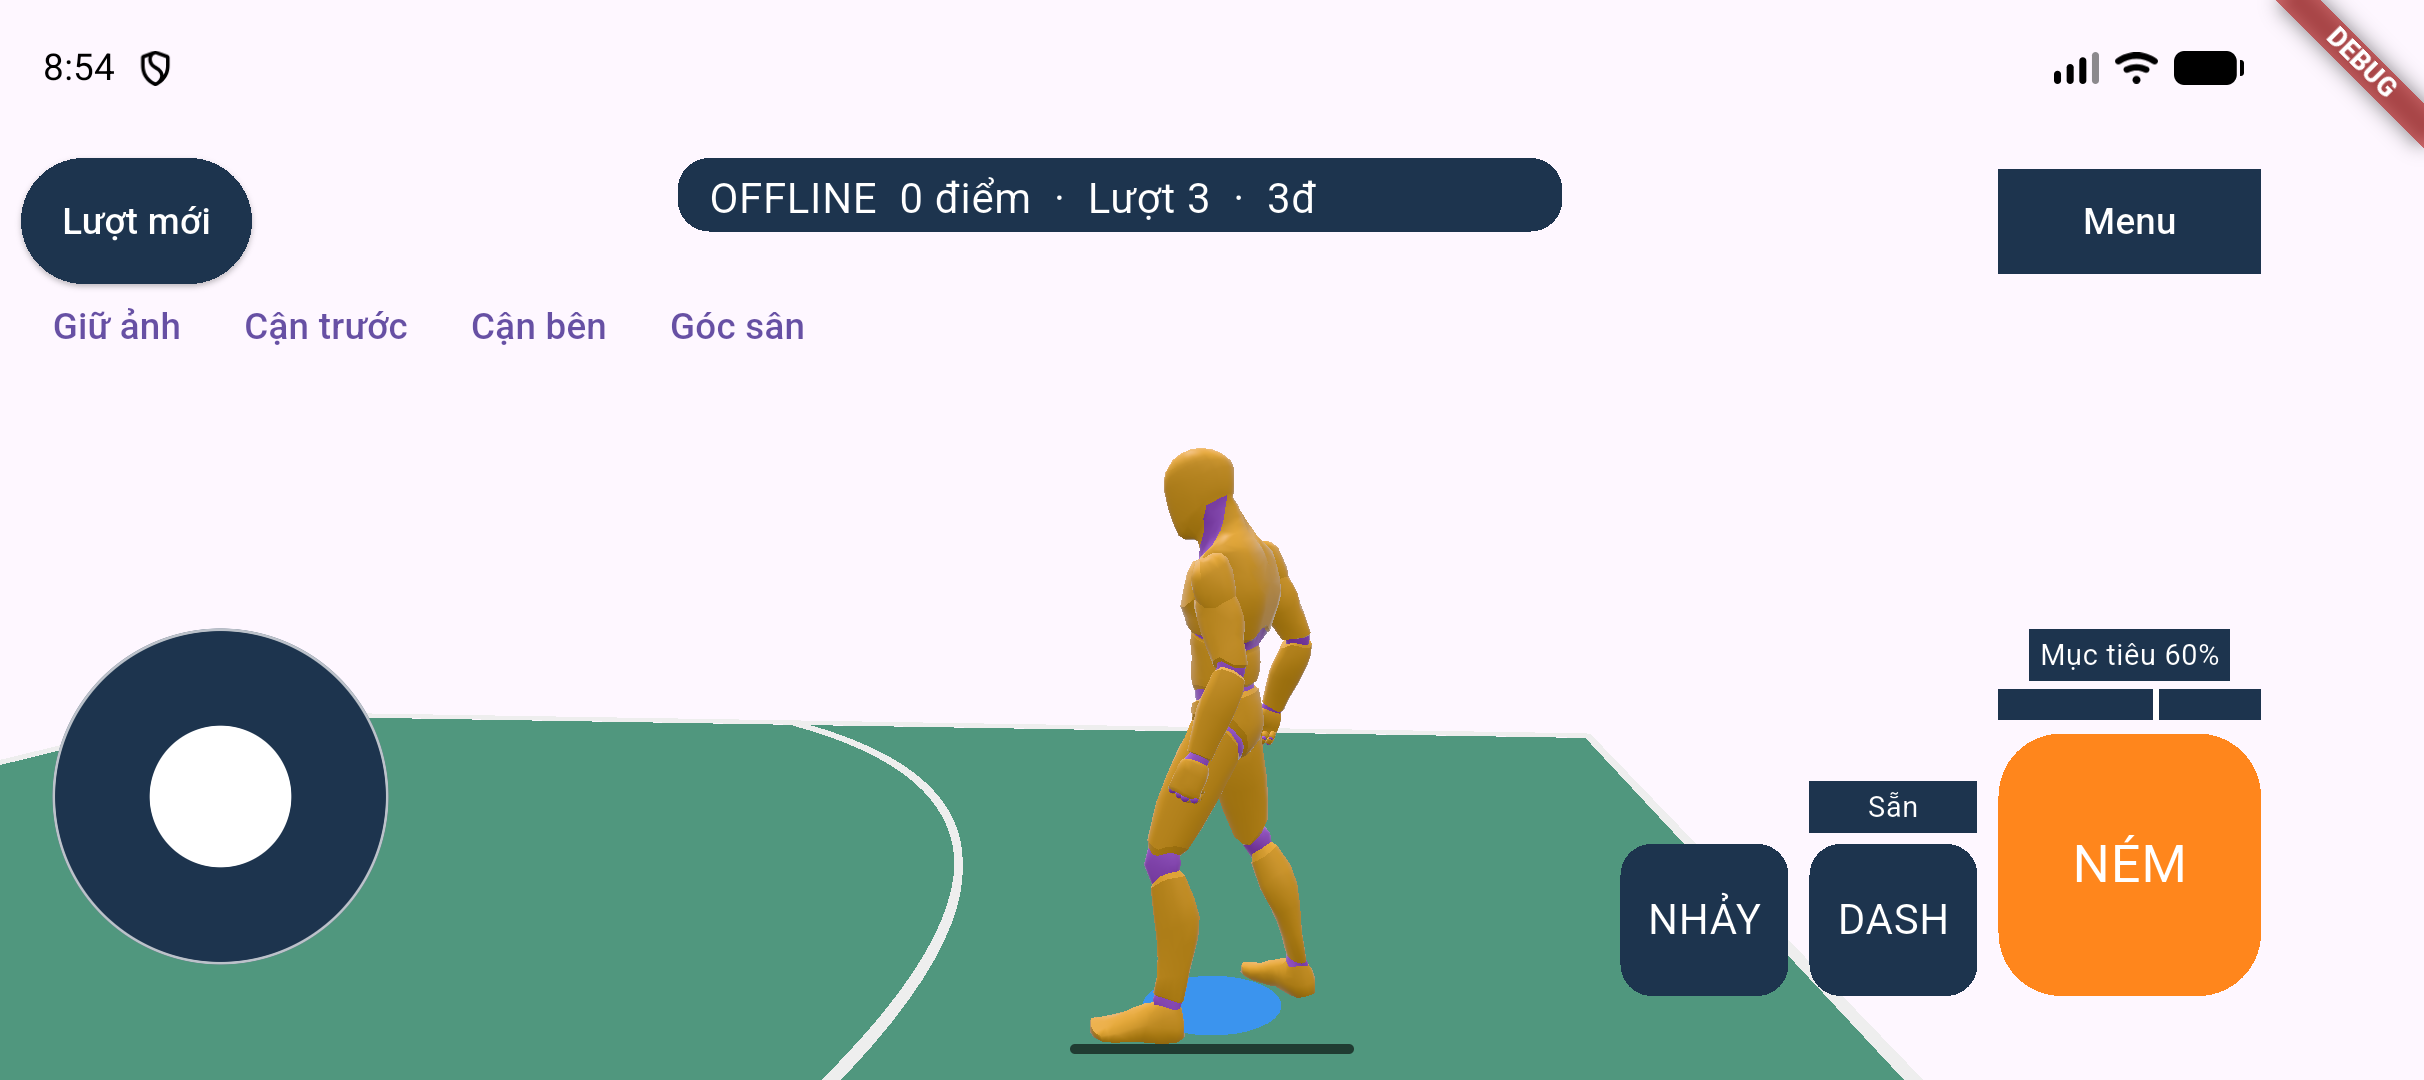 8:54
DEBUG
Lượt mới
OFFLINE 0 điểm · Lượt 3 · 3đ
Menu
Giữ ảnh Cận trước Cận bên Góc sân
Mục tiêu 60%
Sẵn
NÉM
NHẢY
DASH